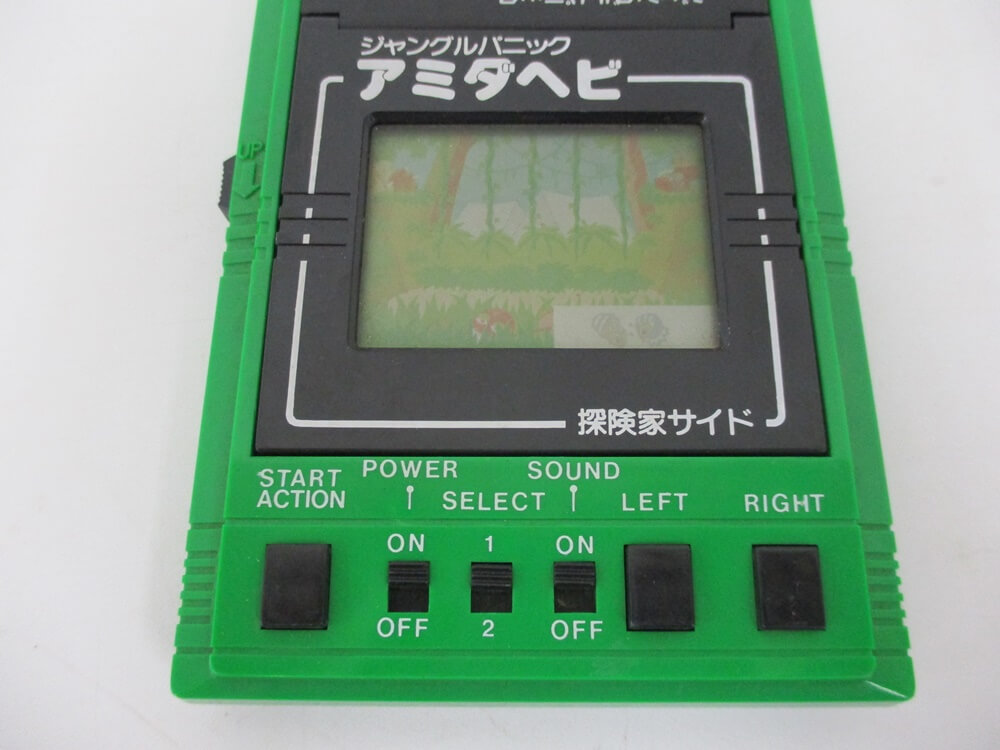 ジャングルパニック
アミダヘビ
UP
探険家サイド
START
ACTION
POWER
SELECT
SOUND
LEFT
RIGHT
ON
1
ON
OFF
2
OFF